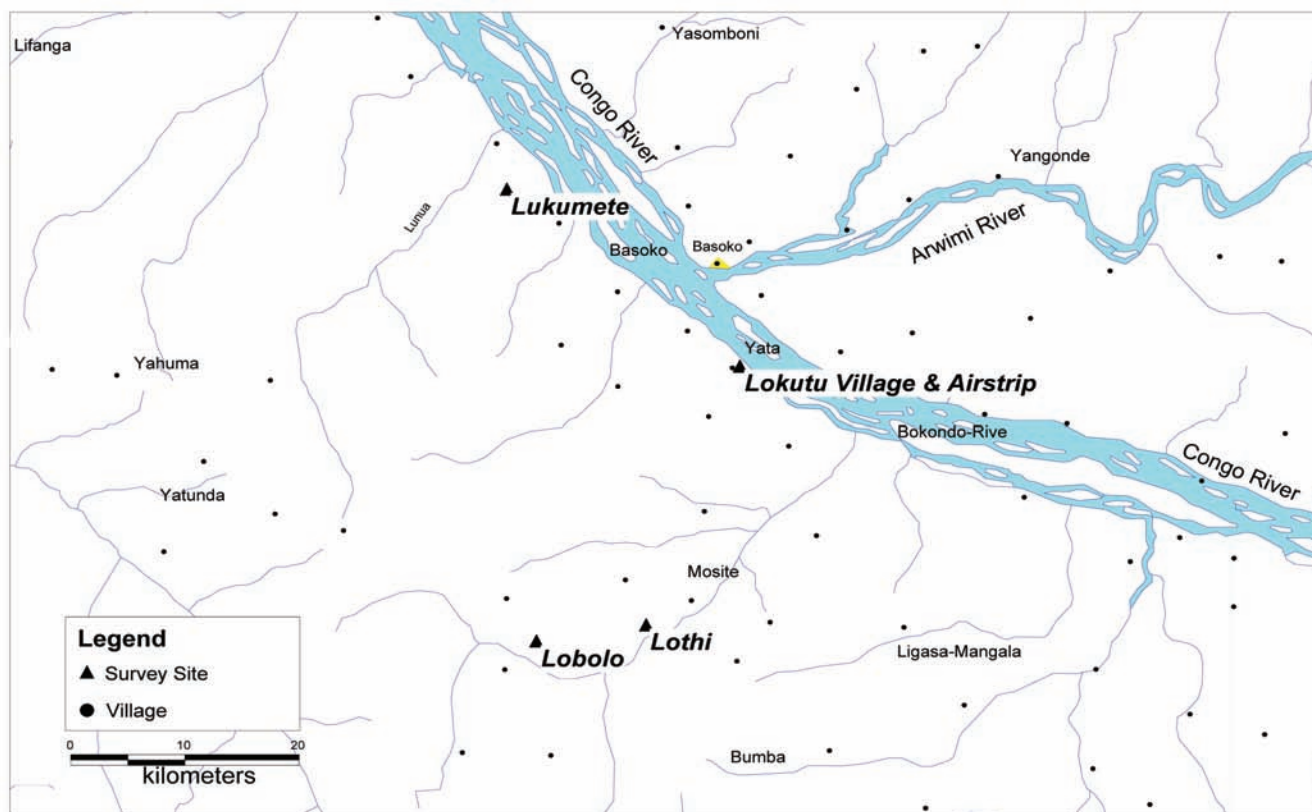 Lifanga
Yasomboni
Congo River
Yangonde
Lukumete
Lunua
Arwimi River
Basoko
Basoko
Yata
Yahuma
Lokutu Village & Airstrip
Bokondo-Rive
Congo River
Yatunda
Mosite
Lothi
Lobolo
Ligasa-Mangala
Bumba
Legend
Survey Site
Village
0 10 20
kilometers